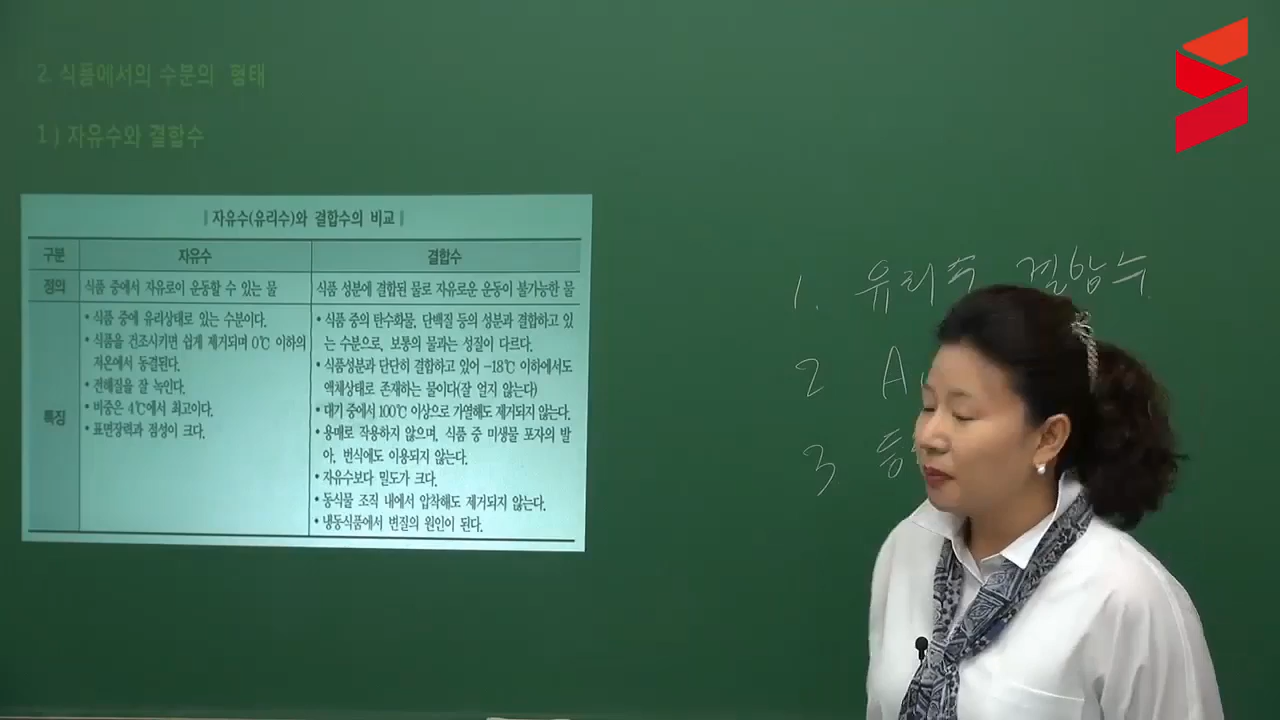 2. 식품에서의 수분의 형태
1) 자유수와 결합수
‖ 자유수(유리수)와 결합수의 비교 ‖
구분 자유수 결합수
정의 식품 중에서 자유로이 운동할 수 있는 물 식품 성분에 결합된 물로 자유로운 운동이 불가능한 물
특징
• 식품 중에 유리상태로 있는 수분이다.
• 식품을 건조시키면 쉽게 제거되며 0℃ 이하의
저온에서 동결된다.
• 전해질을 잘 녹인다.
• 비중은 4℃에서 최고이다.
• 표면장력과 점성이 크다.
• 식품 중의 탄수화물, 단백질 등의 성분과 결합하고 있
는 수분으로, 보통의 물과는 성질이 다르다.
• 식품성분과 단단히 결합하고 있어 -18℃ 이하에서도
액체상태로 존재하는 물이다(잘 얼지 않는다)
• 대기 중에서 100℃ 이상으로 가열해도 제거되지 않는다.
• 용매로 작용하지 않으며, 식품 중 미생물 포자의 발
아, 번식에도 이용되지 않는다.
• 자유수보다 밀도가 크다.
• 동식물 조직 내에서 압착해도 제거되지 않는다.
• 냉동식품에서 변질의 원인이 된다.
1. 유리수 결합수
2 A
3 등